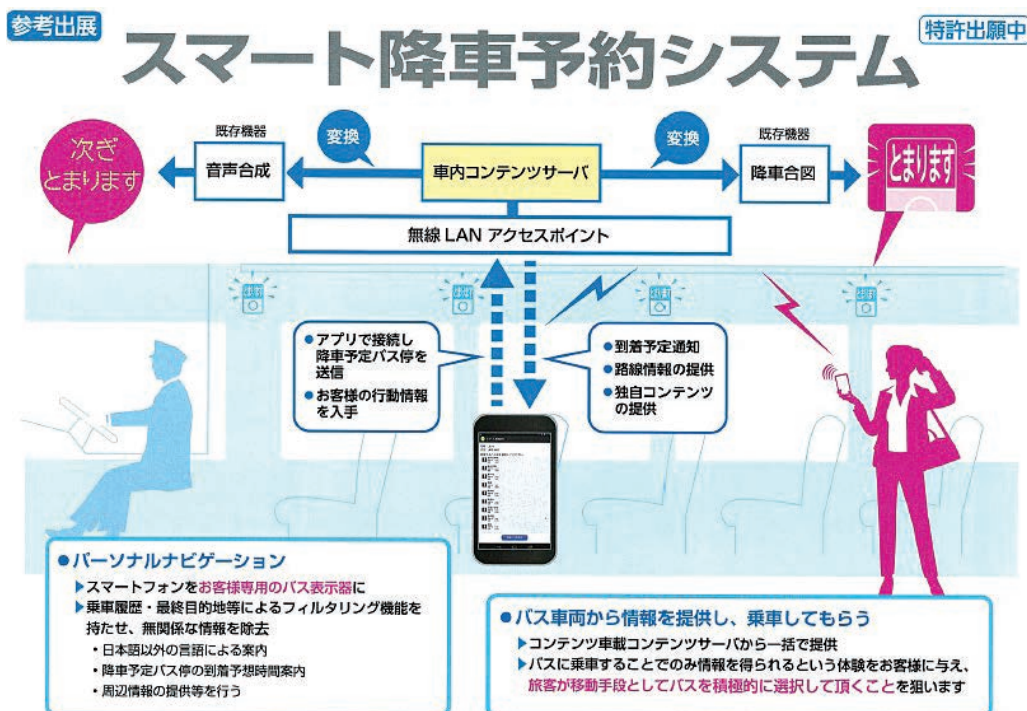 参考出展
特許出願中
スマート降車予約システム
次ぎ
とまります
既存機器
音声合成
変換
車内コンテンツサーバ
変換
既存機器
降車合図
とまります
無線 LAN アクセスポイント
●アプリで接続し
降車予定バス停を
送信
●お客様の行動情報
を入手
●到着予定通知
●路線情報の提供
●独自コンテンツ
の提供
●パーソナルナビゲーション
▶スマートフォンをお客様専用のバス表示器に
▶乗車履歴・最終目的地等によるフィルタリング機能を
持たせ、無関係な情報を除去
・日本語以外の言語による案内
・降車予定バス停の到着予想時間案内
・周辺情報の提供等を行う
●バス車両から情報を提供し、乗車してもらう
▶コンテンツ車載コンテンツサーバから一括で提供
▶バスに乗車することでのみ情報を得られるという体験をお客様に与え、
旅客が移動手段としてバスを積極的に選択して頂くことを狙います